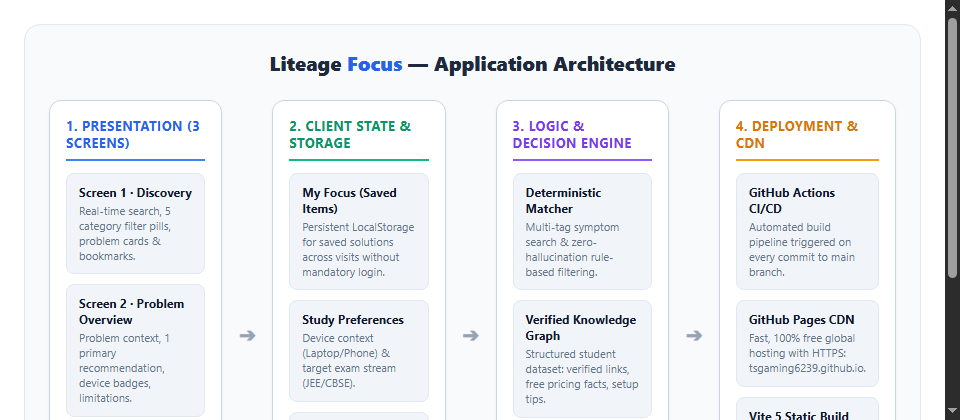 Liteage Focus — Application Architecture
1. PRESENTATION (3
SCREENS)
Screen 1 · Discovery
Real-time search, 5
category filter pills,
problem cards &
bookmarks.
Screen 2 · Problem
Overview
Problem context, 1
primary
recommendation,
device badges,
limitations.
➔
2. CLIENT STATE &
STORAGE
My Focus (Saved
Items)
Persistent LocalStorage
for saved solutions
across visits without
mandatory login.
Study Preferences
Device context
(Laptop/Phone) &
target exam stream
(JEE/CBSE).
➔
3. LOGIC &
DECISION ENGINE
Deterministic
Matcher
Multi-tag symptom
search & zero-
hallucination rule-
based filtering.
Verified Knowledge
Graph
Structured student
dataset: verified links,
free pricing facts, setup
tips.
➔
4. DEPLOYMENT &
CDN
GitHub Actions
CI/CD
Automated build
pipeline triggered on
every commit to main
branch.
GitHub Pages CDN
Fast, 100% free global
hosting with HTTPS:
tsgaming6239.github.io.
Vite 5 Static Build